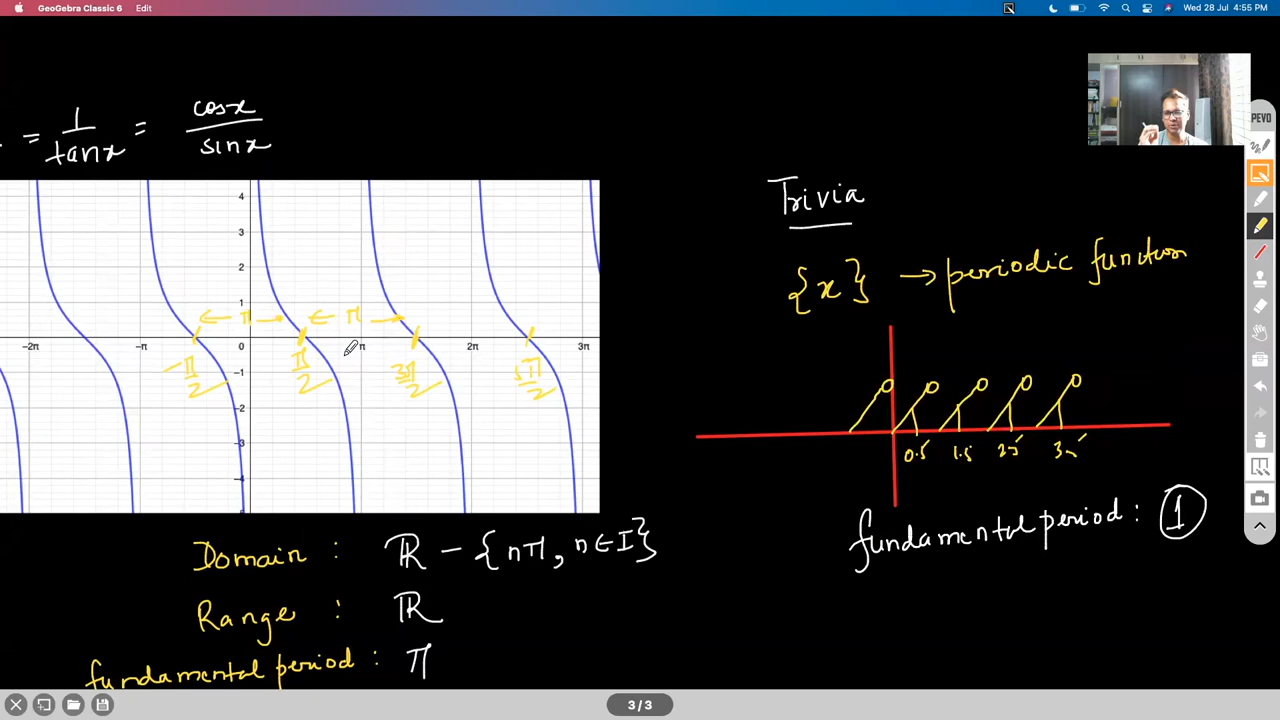 GeoGebra Classic 6 Edit
Wed 28 Jul 4:55 PM
= 1/tanx = cosx/sinx
PEVO
Trivia
{x} → periodic function
4
3
2
1
← π → ← π →
-2π -π 0 π 2π 3π
-π/2 π/2 3π/2 5π/2
-1
-2
-3
-4
0.5 1.5 2.5
fundamental period : 1
Domain : ℝ - {nπ, n∈I}
Range : ℝ
fundamental period : π
3/3